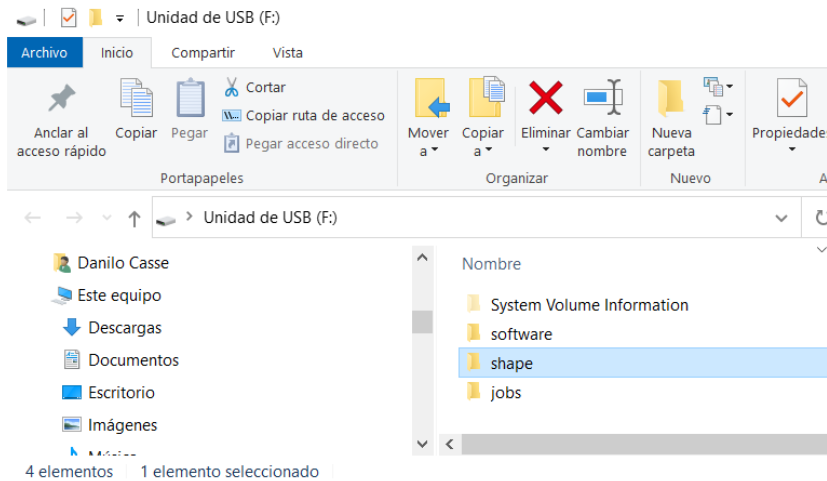 Unidad de USB (F:)
Archivo Inicio Compartir Vista
Anclar al acceso rápido
Copiar
Pegar
Cortar
Copiar ruta de acceso
Pegar acceso directo
Mover a
Copiar a
Eliminar
Cambiar nombre
Nueva carpeta
Propiedades
Portapapeles
Organizar
Nuevo
A
Unidad de USB (F:)
Danilo Casse
Este equipo
Descargas
Documentos
Escritorio
Imágenes
Música
Nombre
System Volume Information
software
shape
jobs
4 elementos 1 elemento seleccionado